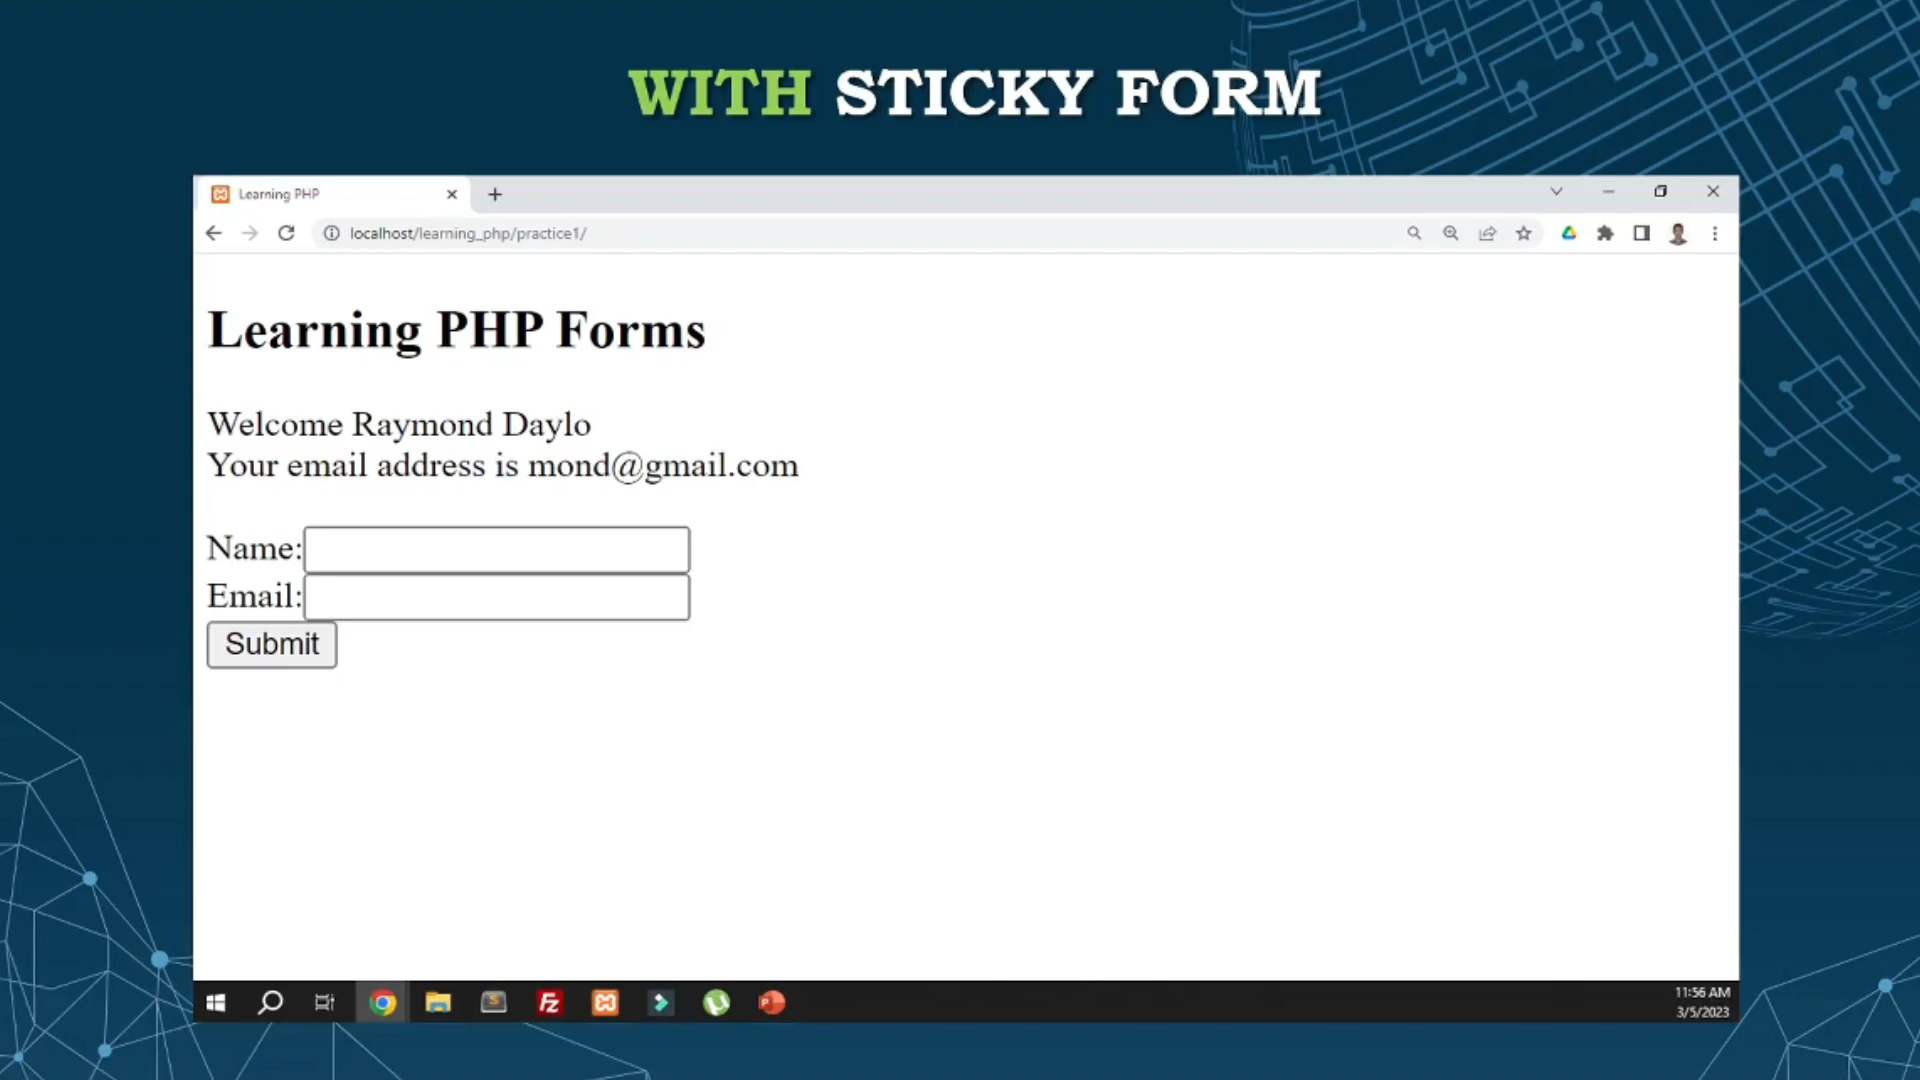 WITH STICKY FORM
Learning PHP
localhost/learning_php/practice1/
Learning PHP Forms
Welcome Raymond Daylo
Your email address is mond@gmail.com
Name:
Email:
Submit
11:56 AM
3/5/2023